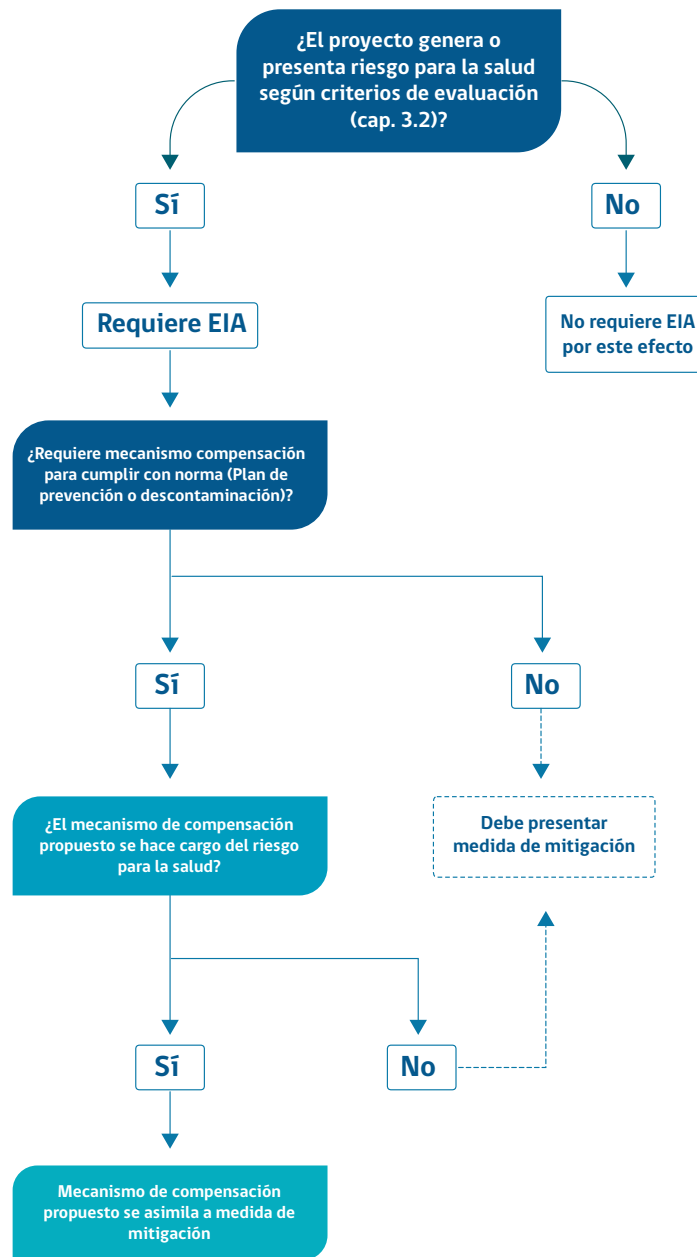 ¿El proyecto genera o
presenta riesgo para la salud
según criterios de evaluación
(cap. 3.2)?
Sí
No
Requiere EIA
No requiere EIA
por este efecto
¿Requiere mecanismo compensación
para cumplir con norma (Plan de
prevención o descontaminación)?
Sí
No
¿El mecanismo de compensación
propuesto se hace cargo del riesgo
para la salud?
Debe presentar
medida de mitigación
Sí
No
Mecanismo de compensación
propuesto se asimila a medida de
mitigación